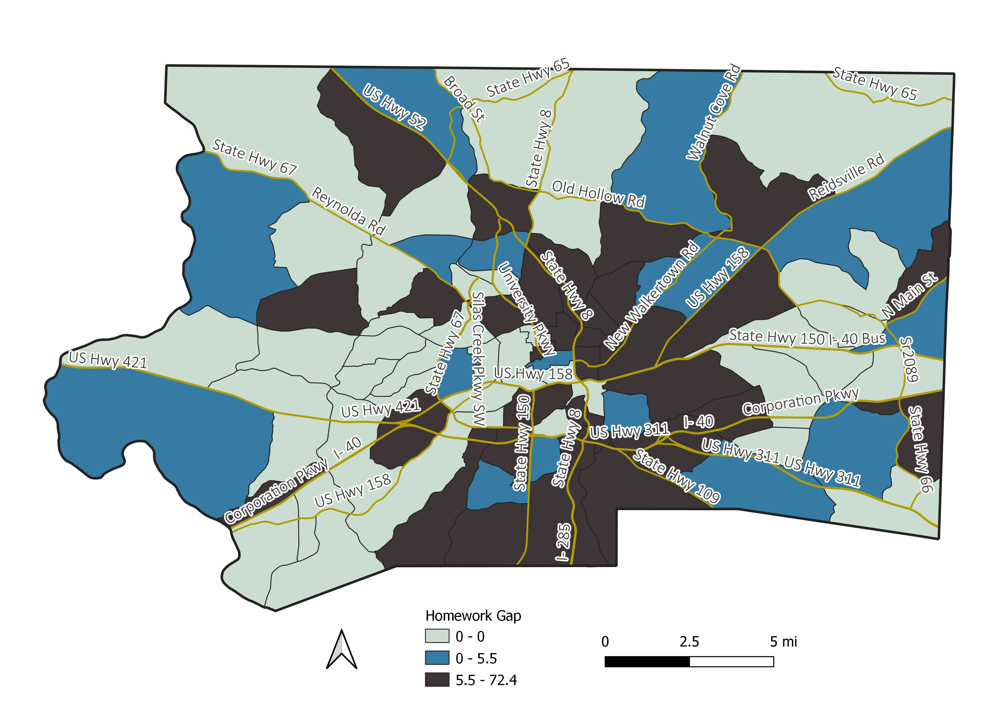 State Hwy 65
State Hwy 65
Broad St
Walnut Cove Rd
US Hwy 52
State Hwy 8
State Hwy 67
Reidsville Rd
Old Hollow Rd
Reynolda Rd
State Hwy 8
New Walkertown Rd
US Hwy 158
University Pkwy
N Main St
Silas Creek Pkwy SW
State Hwy 67
State Hwy 150 I- 40 Bus
Sr 2089
US Hwy 421
US Hwy 158
US Hwy 421
Corporation Pkwy
State Hwy 150
State Hwy 8
I- 40
US Hwy 311
State Hwy 66
I- 40
US Hwy 311 US Hwy 311
State Hwy 109
Corporation Pkwy
US Hwy 158
I- 285
Homework Gap
0 - 0
0 - 5.5
5.5 - 72.4
0 2.5 5 mi